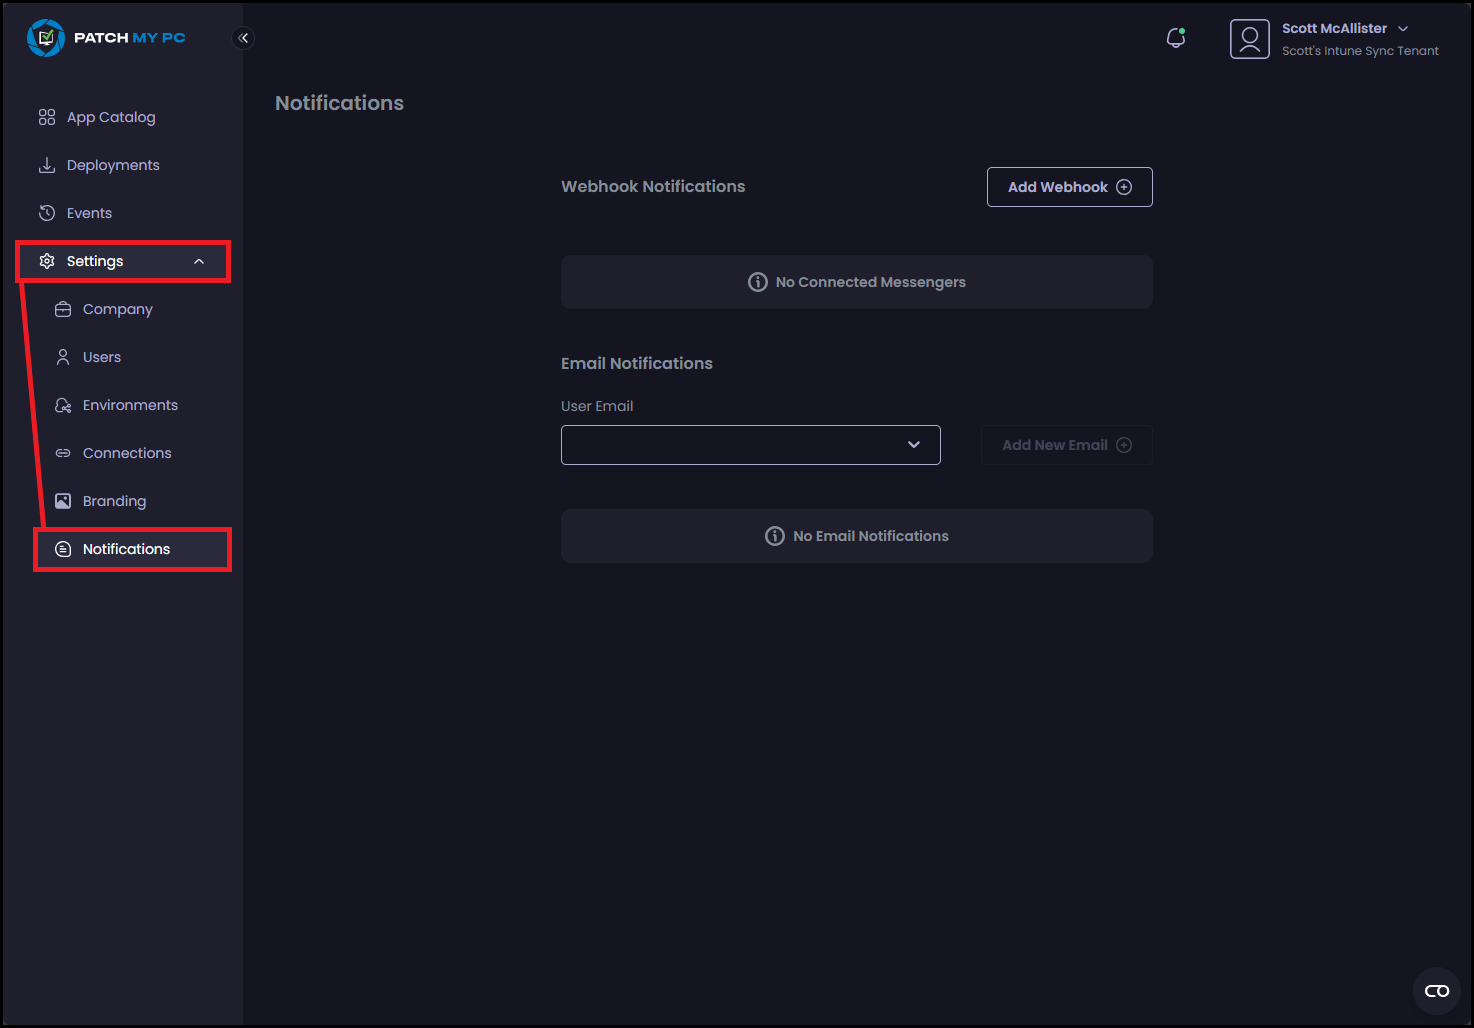 PATCH MY PC
Scott McAllister
Scott's Intune Sync Tenant
App Catalog
Deployments
Events
Settings
Company
Users
Environments
Connections
Branding
Notifications
Notifications
Webhook Notifications
Add Webhook
No Connected Messengers
Email Notifications
User Email
Add New Email
No Email Notifications